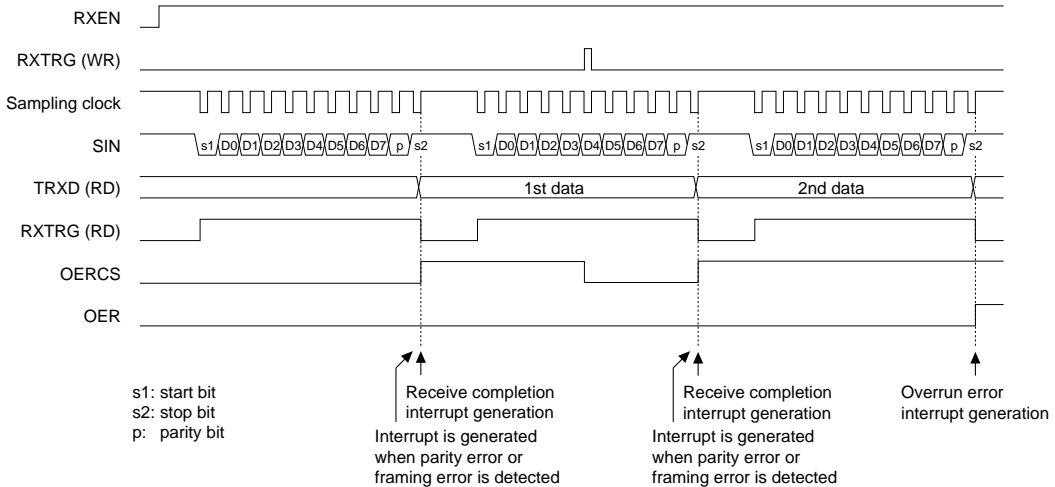 RXEN
RXTRG (WR)
Sampling clock
SIN
s1 D0 D1 D2 D3 D4 D5 D6 D7 p s2 s1 D0 D1 D2 D3 D4 D5 D6 D7 p s2 s1 D0 D1 D2 D3 D4 D5 D6 D7 p s2
TRXD (RD)
1st data
2nd data
RXTRG (RD)
OERCS
OER
s1: start bit
s2: stop bit
p: parity bit
Receive completion
interrupt generation
Interrupt is generated
when parity error or
framing error is detected
Receive completion
interrupt generation
Interrupt is generated
when parity error or
framing error is detected
Overrun error
interrupt generation